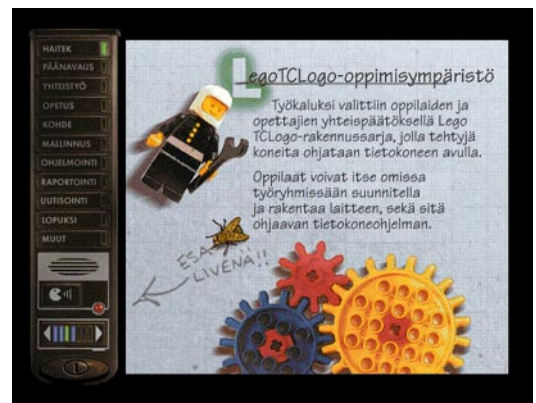 HAITEK
PÄÄNAVAUS
YHTEISTYÖ
OPETUS
KOHDE
MALLINNUS
OHJELMOINTI
RAPORTOINTI
UUTISOINTI
LOPUKSI
MUUT
LegoTCLogo-oppimisympäristö
Työkaluksi valittiin oppilaiden ja
opettajien yhteispäätöksellä Lego
TCLogo-rakennussarja, jolla tehtyjä
koneita ohjataan tietokoneen avulla.
Oppilaat voivat itse omissa
työryhmissään suunnitella
ja rakentaa laitteen, sekä sitä
ohjaavan tietokoneohjelman.
ESA
LIVENÄ!!